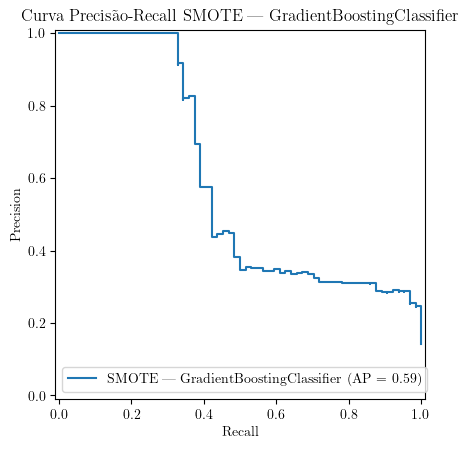 Curva Precisão-Recall SMOTE — GradientBoostingClassifier
1.0
0.8
0.6
0.4
0.2
0.0
Precision
SMOTE — GradientBoostingClassifier (AP = 0.59)
0.0 0.2 0.4 0.6 0.8 1.0
Recall